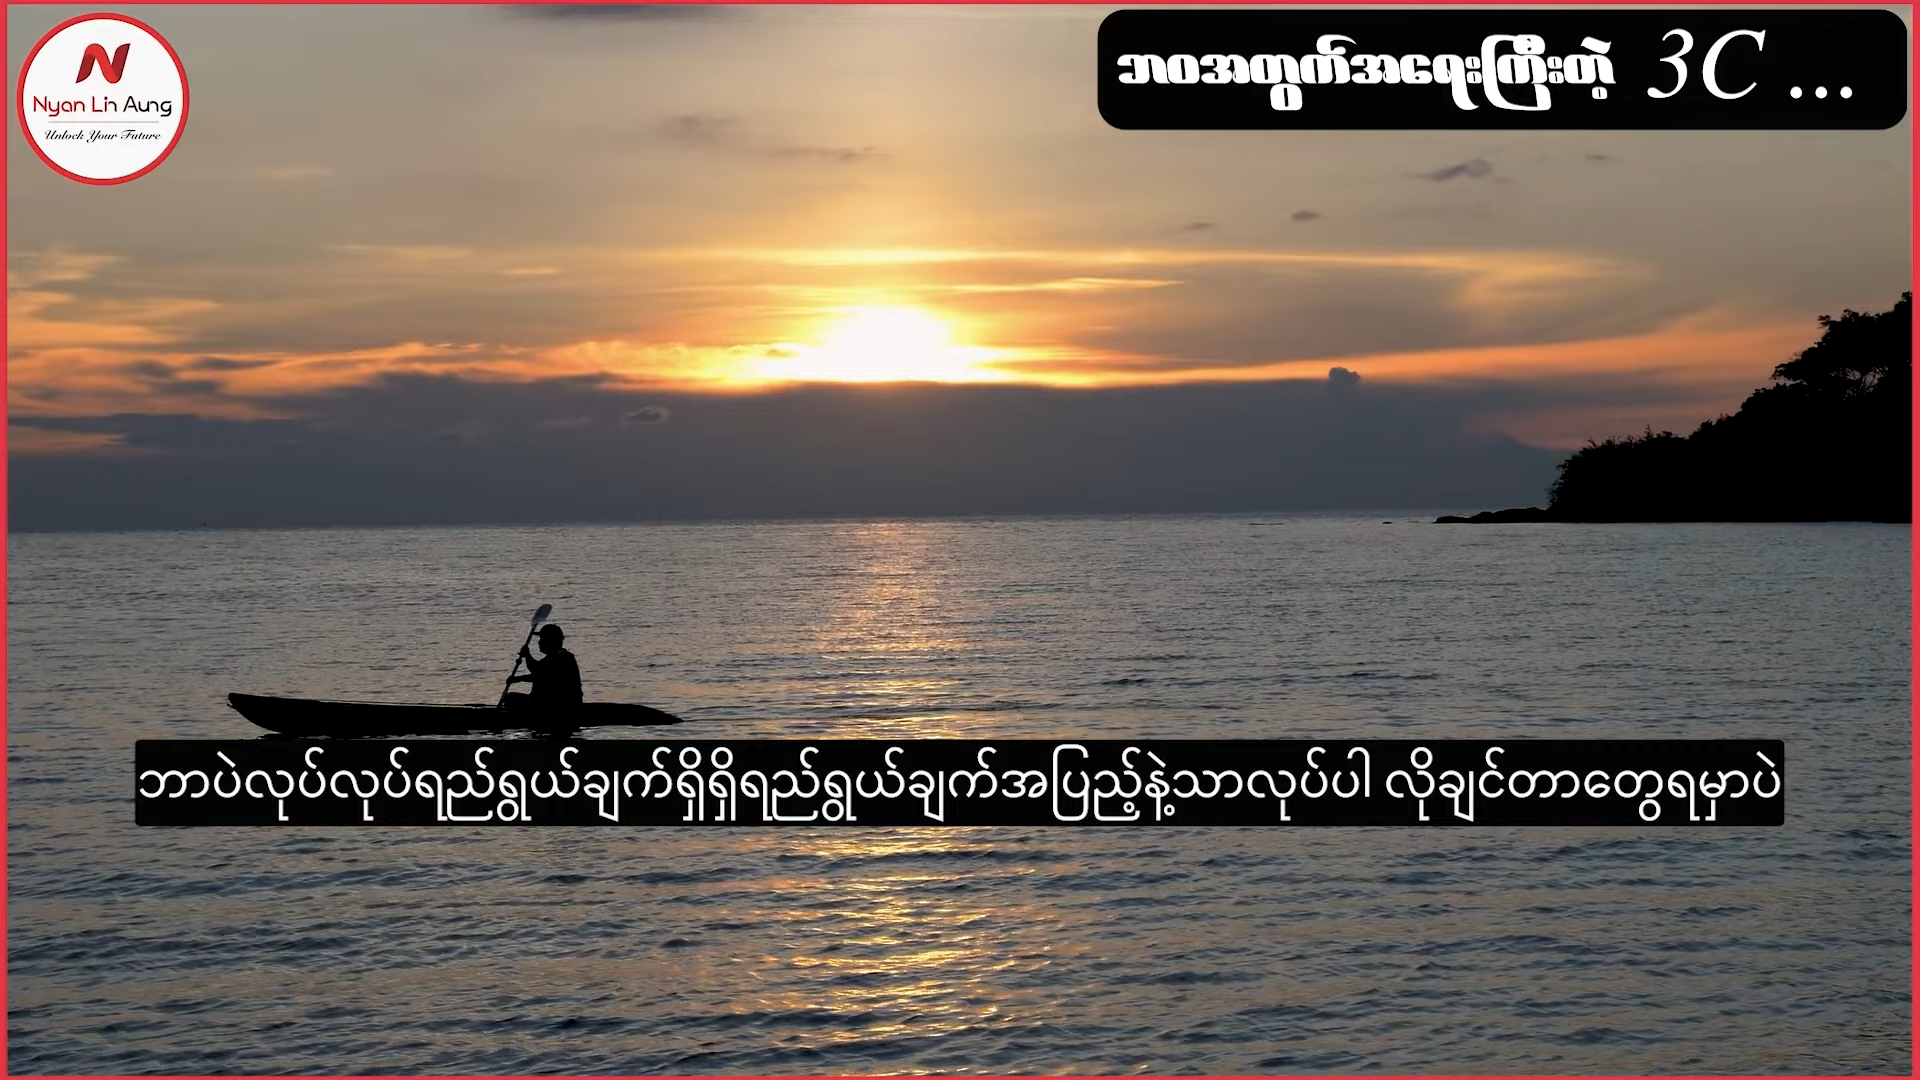 Nyan Lin Aung
Unlock Your Future
ဘဝအတွက်အရေးကြီးတဲ့ 3C ...
ဘာပဲလုပ်လုပ်ရည်ရွယ်ချက်ရှိရှိရည်ရွယ်ချက်အပြည့်နဲ့သာလုပ်ပါ လိုချင်တာတွေရမှာပဲ